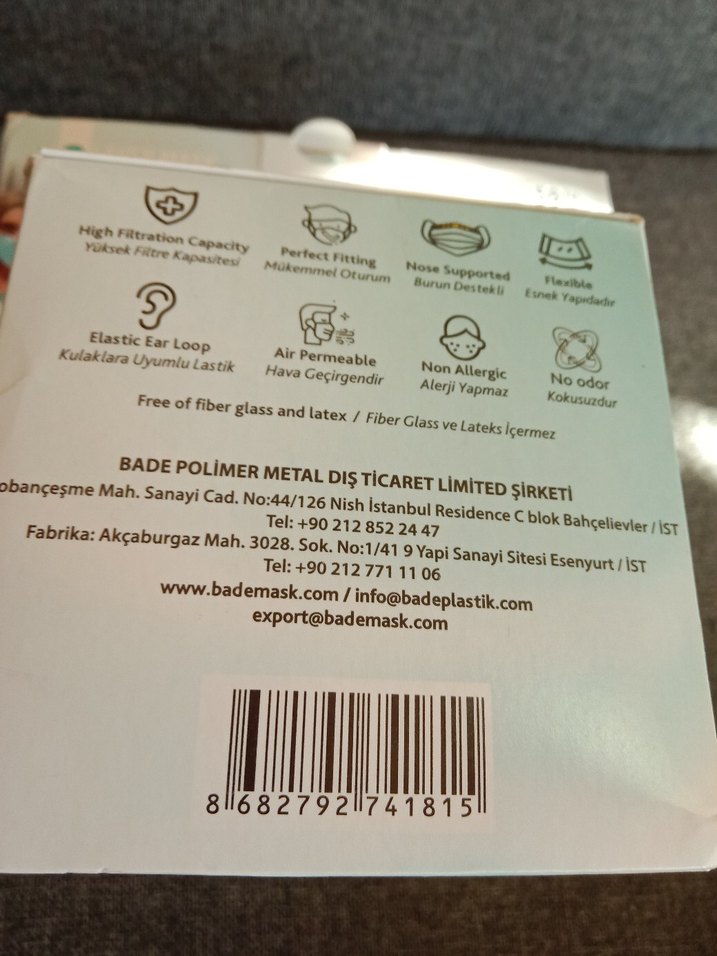 High Filtration Capacity
Yüksek Filtre Kapasitesi
Perfect Fitting
Mükemmel Oturum
Nose Supported
Burun Destekli
Flexible
Esnek Yapıdadır
Elastic Ear Loop
Kulaklara Uyumlu Lastik
Air Permeable
Hava Geçirgendir
Non Allergic
Alerji Yapmaz
No odor
Kokusuzdur
Free of fiber glass and latex / Fiber Glass ve Lateks İçermez
BADE POLİMER METAL DIŞ TİCARET LİMİTED ŞİRKETİ
obançeşme Mah. Sanayi Cad. No:44/126 Nish İstanbul Residence C blok Bahçelievler / İST
Tel: +90 212 852 24 47
Fabrika: Akçaburgaz Mah. 3028. Sok. No:1/41 9 Yapi Sanayi Sitesi Esenyurt / İST
Tel: +90 212 771 11 06
www.bademask.com / info@badeplastik.com
export@bademask.com
8 682792 741815